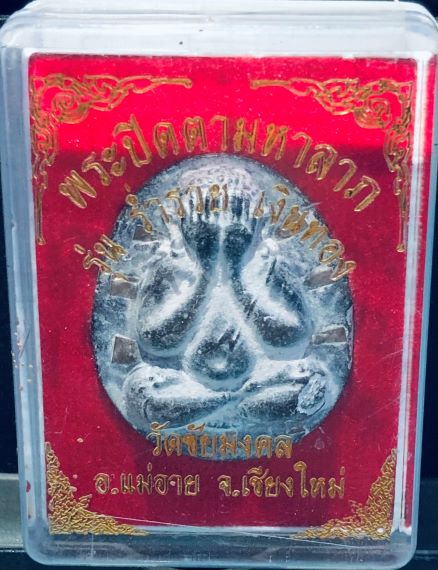 พระปิดตามหาลาภ
รุ่น ร่ำรวย เงินทอง
วัดชัยมงคล
อ.แม่อาย จ.เชียงใหม่